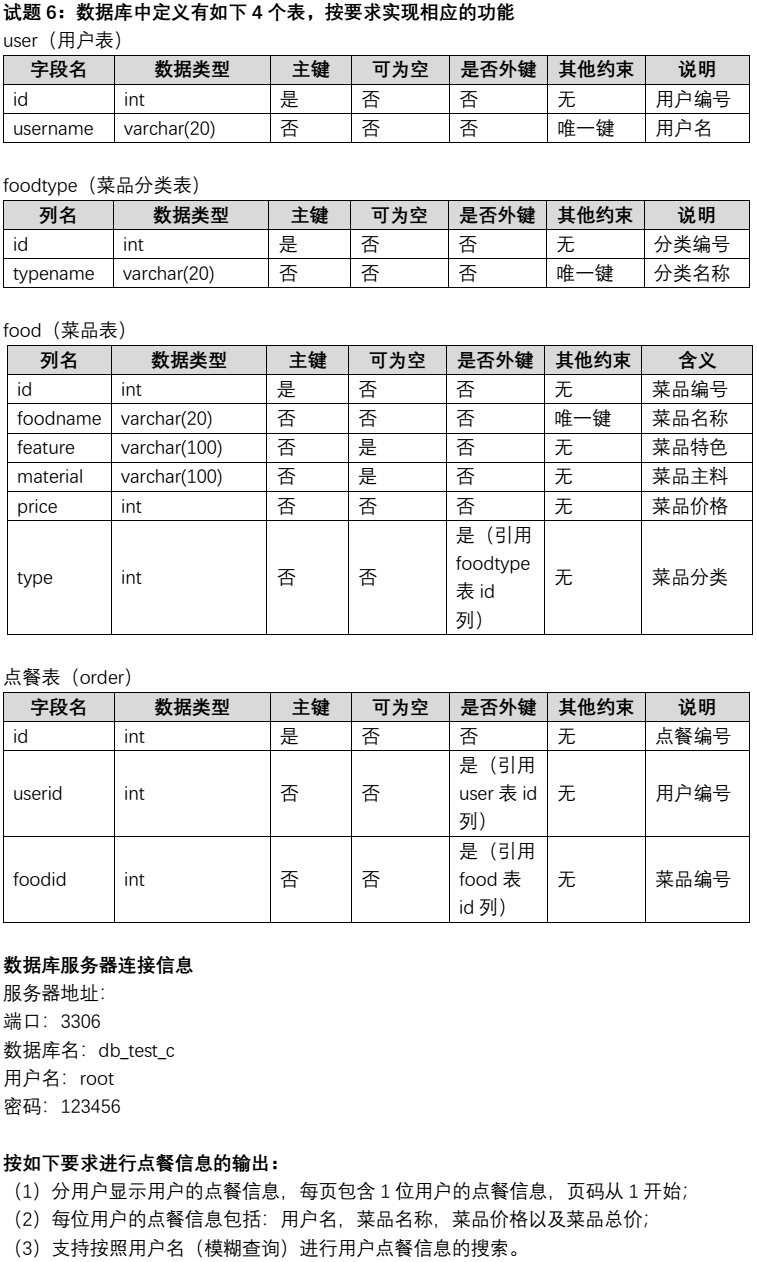 试题 6：数据库中定义有如下 4 个表，按要求实现相应的功能
user（用户表）
字段名 数据类型 主键 可为空 是否外键 其他约束 说明
id int 是 否 否 无 用户编号
username varchar(20) 否 否 否 唯一键 用户名
foodtype（菜品分类表）
列名 数据类型 主键 可为空 是否外键 其他约束 说明
id int 是 否 否 无 分类编号
typename varchar(20) 否 否 否 唯一键 分类名称
food（菜品表）
列名 数据类型 主键 可为空 是否外键 其他约束 含义
id int 是 否 否 无 菜品编号
foodname varchar(20) 否 否 否 唯一键 菜品名称
feature varchar(100) 否 是 否 无 菜品特色
material varchar(100) 否 是 否 无 菜品主料
price int 否 否 否 无 菜品价格
是（引用
foodtype
type int 否 否 表 id 无 菜品分类
列）
点餐表（order）
字段名 数据类型 主键 可为空 是否外键 其他约束 说明
id int 是 否 否 无 点餐编号
是（引用
userid int 否 否 user 表 id 无 用户编号
列）
是（引用
foodid int 否 否 food 表 无 菜品编号
id 列）
数据库服务器连接信息
服务器地址：
端口：3306
数据库名：db_test_c
用户名：root
密码：123456
按如下要求进行点餐信息的输出：
（1）分用户显示用户的点餐信息，每页包含 1 位用户的点餐信息，页码从 1 开始；
（2）每位用户的点餐信息包括：用户名，菜品名称，菜品价格以及菜品总价；
（3）支持按照用户名（模糊查询）进行用户点餐信息的搜索。